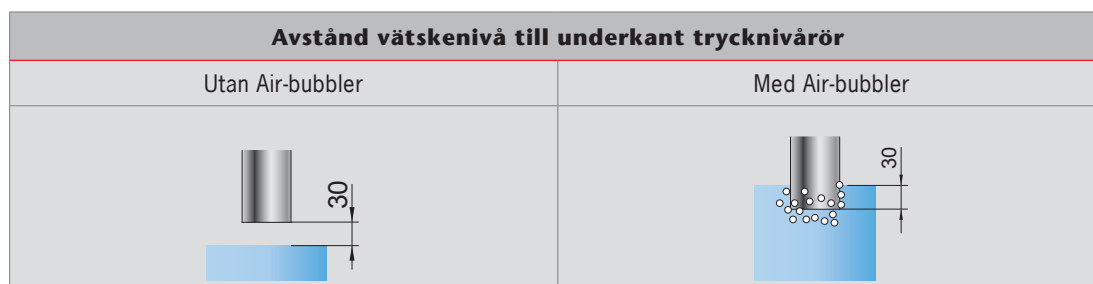 Avstånd vätskenivå till underkant trycknivårör
Utan Air-bubbler
Med Air-bubbler
30
30